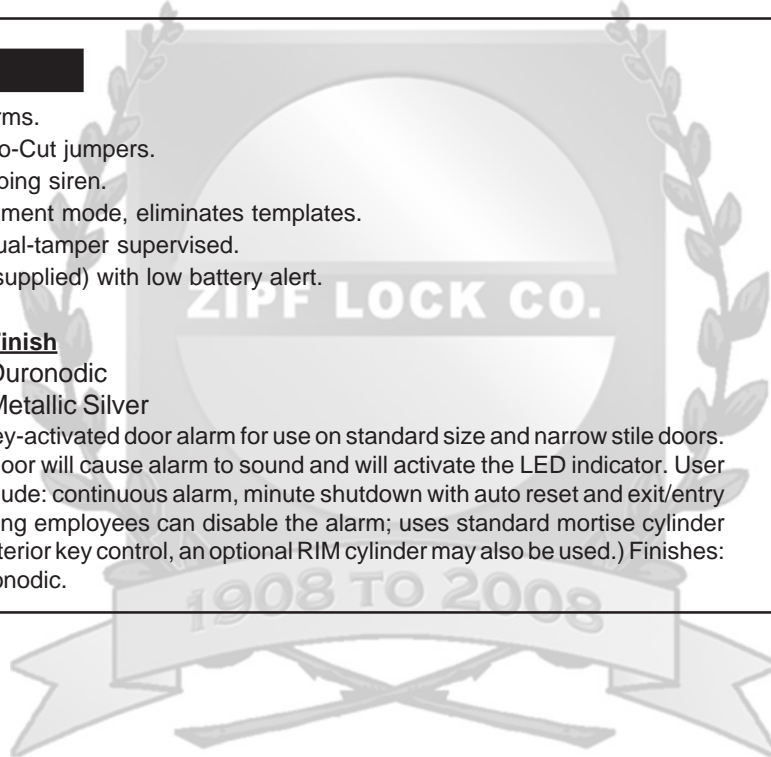 rms.
o-Cut jumpers.
bing siren.
ment mode, eliminates templates.
ual-tamper supervised.
supplied) with low battery alert.
ZIPF LOCK CO.
Finish
Duronodic
Metallic Silver
ey-activated door alarm for use on standard size and narrow stile doors.
oor will cause alarm to sound and will activate the LED indicator. User
ude: continuous alarm, minute shutdown with auto reset and exit/entry
ng employees can disable the alarm; uses standard mortise cylinder
terior key control, an optional RIM cylinder may also be used.) Finishes:
onodic.
1908 TO 2008